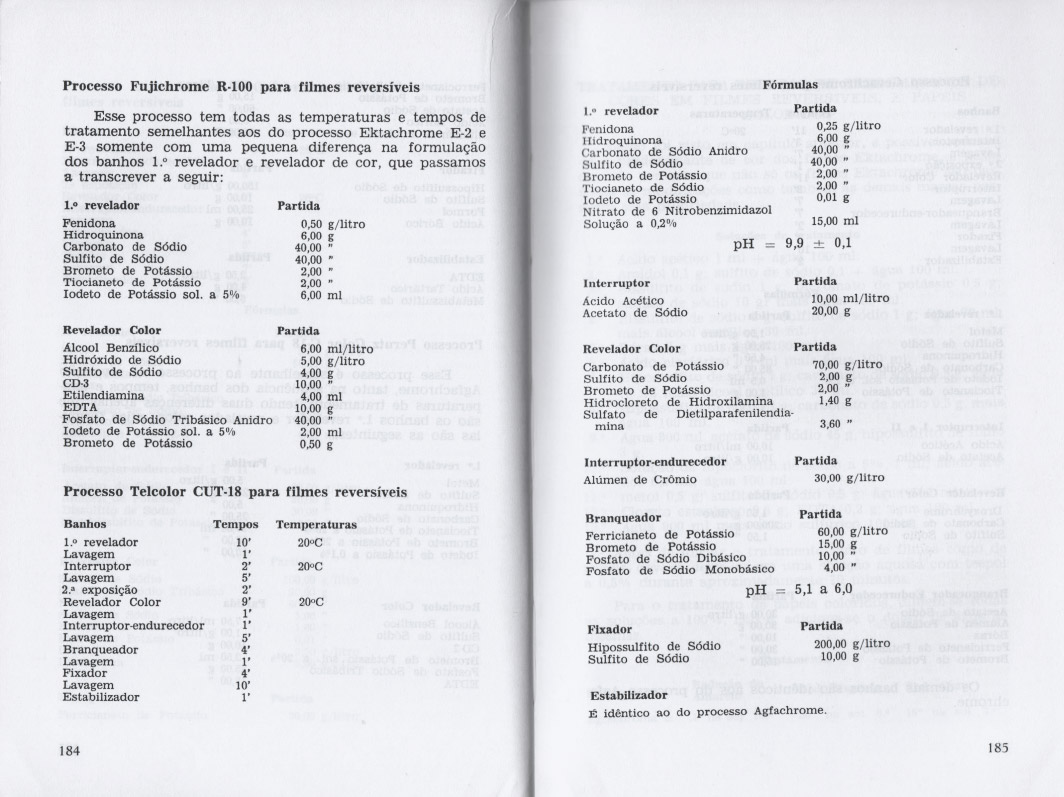 Processo Fujichrome R-100 para filmes reversíveis
Esse processo tem todas as temperaturas e tempos de
tratamento semelhantes aos do processo Ektachrome E-2 e
E-3 somente com uma pequena diferença na formulação
dos banhos 1.º revelador e revelador de cor, que passamos
a transcrever a seguir:
1.º revelador Partida
Fenidona 0,50 g/litro
Hidroquinona 6,00 g
Carbonato de Sódio 40,00 "
Sulfito de Sódio 40,00 "
Brometo de Potássio 2,00 "
Tiocianeto de Potássio 2,00 "
Iodeto de Potássio sol. a 5% 6,00 ml
Revelador Color Partida
Álcool Benzílico 6,00 ml/litro
Hidróxido de Sódio 5,00 g/litro
Sulfito de Sódio 4,00 g
CD-3 10,00 "
Etilendiamina 4,00 ml
EDTA 10,00 g
Fosfato de Sódio Tribásico Anidro 40,00 "
Iodeto de Potássio sol. a 5% 2,00 ml
Brometo de Potássio 0,50 g
Processo Telcolor CUT-18 para filmes reversíveis
Banhos Tempos Temperaturas
1.º revelador 10' 20ºC
Lavagem 1'
Interruptor 2' 20ºC
Lavagem 5'
2.ª exposição 2'
Revelador Color 9' 20ºC
Lavagem 1'
Interruptor-endurecedor 1'
Lavagem 5'
Branqueador 4'
Lavagem 1'
Fixador 4'
Lavagem 10'
Estabilizador 1'
184
Fórmulas
1.º revelador Partida
Fenidona 0,25 g/litro
Hidroquinona 6,00 g
Carbonato de Sódio Anidro 40,00 "
Sulfito de Sódio 40,00 "
Brometo de Potássio 2,00 "
Tiocianeto de Sódio 2,00 "
Iodeto de Potássio 0,01 g
Nitrato de 6 Nitrobenzimidazol
Solução a 0,2% 15,00 ml
pH = 9,9 ± 0,1
Interruptor Partida
Ácido Acético 10,00 ml/litro
Acetato de Sódio 20,00 g
Revelador Color Partida
Carbonato de Potássio 70,00 g/litro
Sulfito de Sódio 2,00 g
Brometo de Potássio 2,00 "
Hidrocloreto de Hidroxilamina 1,40 g
Sulfato de Dietilparafenilendia-
mina 3,60 "
Interruptor-endurecedor Partida
Alúmen de Crômio 30,00 g/litro
Branqueador Partida
Ferricianeto de Potássio 60,00 g/litro
Brometo de Potássio 15,00 g
Fosfato de Sódio Dibásico 10,00 "
Fosfato de Sódio Monobásico 4,00 "
pH = 5,1 a 6,0
Fixador Partida
Hipossulfito de Sódio 200,00 g/litro
Sulfito de Sódio 10,00 g
Estabilizador
É idêntico ao do processo Agfachrome.
185